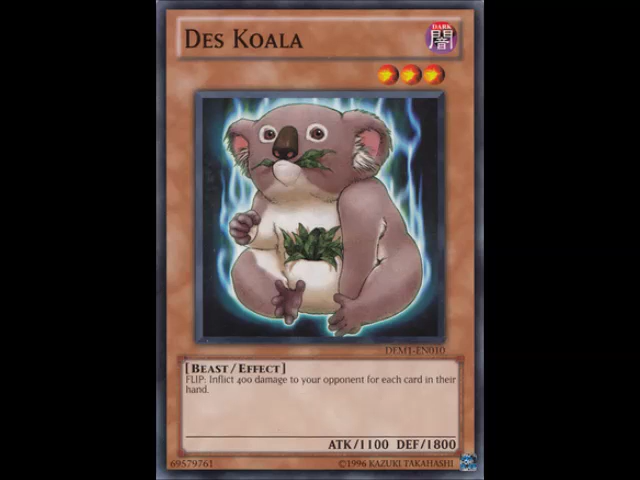 DES KOALA
DARK
闇
DEM1-EN010
[BEAST/EFFECT]
FLIP: Inflict 400 damage to your opponent for each card in their
hand.
ATK/1100 DEF/1800
69579761
©1996 KAZUKI TAKAHASHI